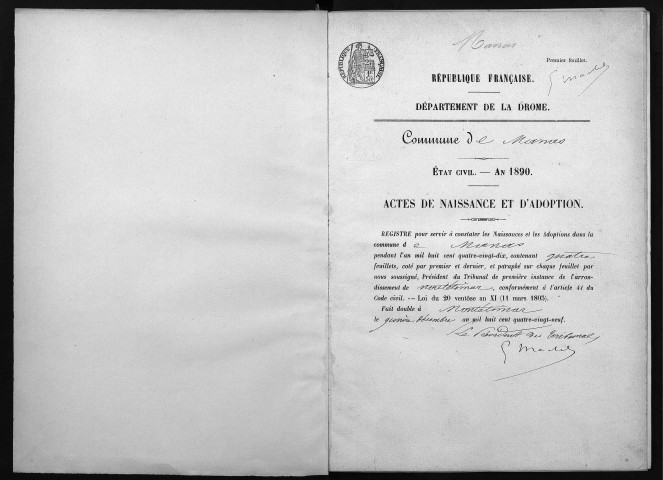 Manas
Premier feuillet.
RÉPUBLIQUE FRANÇAISE
RÉPUBLIQUE FRANÇAISE.
DÉPARTEMENT DE LA DROME.
Commune de Manas
ÉTAT CIVIL. — AN 1890.
ACTES DE NAISSANCE ET D'ADOPTION.
REGISTRE pour servir à constater les Naissances et les Adoptions dans la
commune de Manas
pendant l'an mil huit cent quatre-vingt-dix, contenant quatre
feuillets, coté par premier et dernier, et paraphé sur chaque feuillet par
nous soussigné, Président du Tribunal de première instance de l'arron-
dissement de Montélimar, conformément à l'article 41 du
Code civil. — Loi du 20 ventôse an XI (11 mars 1803).
Fait double à Montélimar
le quinze Décembre an mil huit cent quatre-vingt-neuf.
Le Président du Tribunal